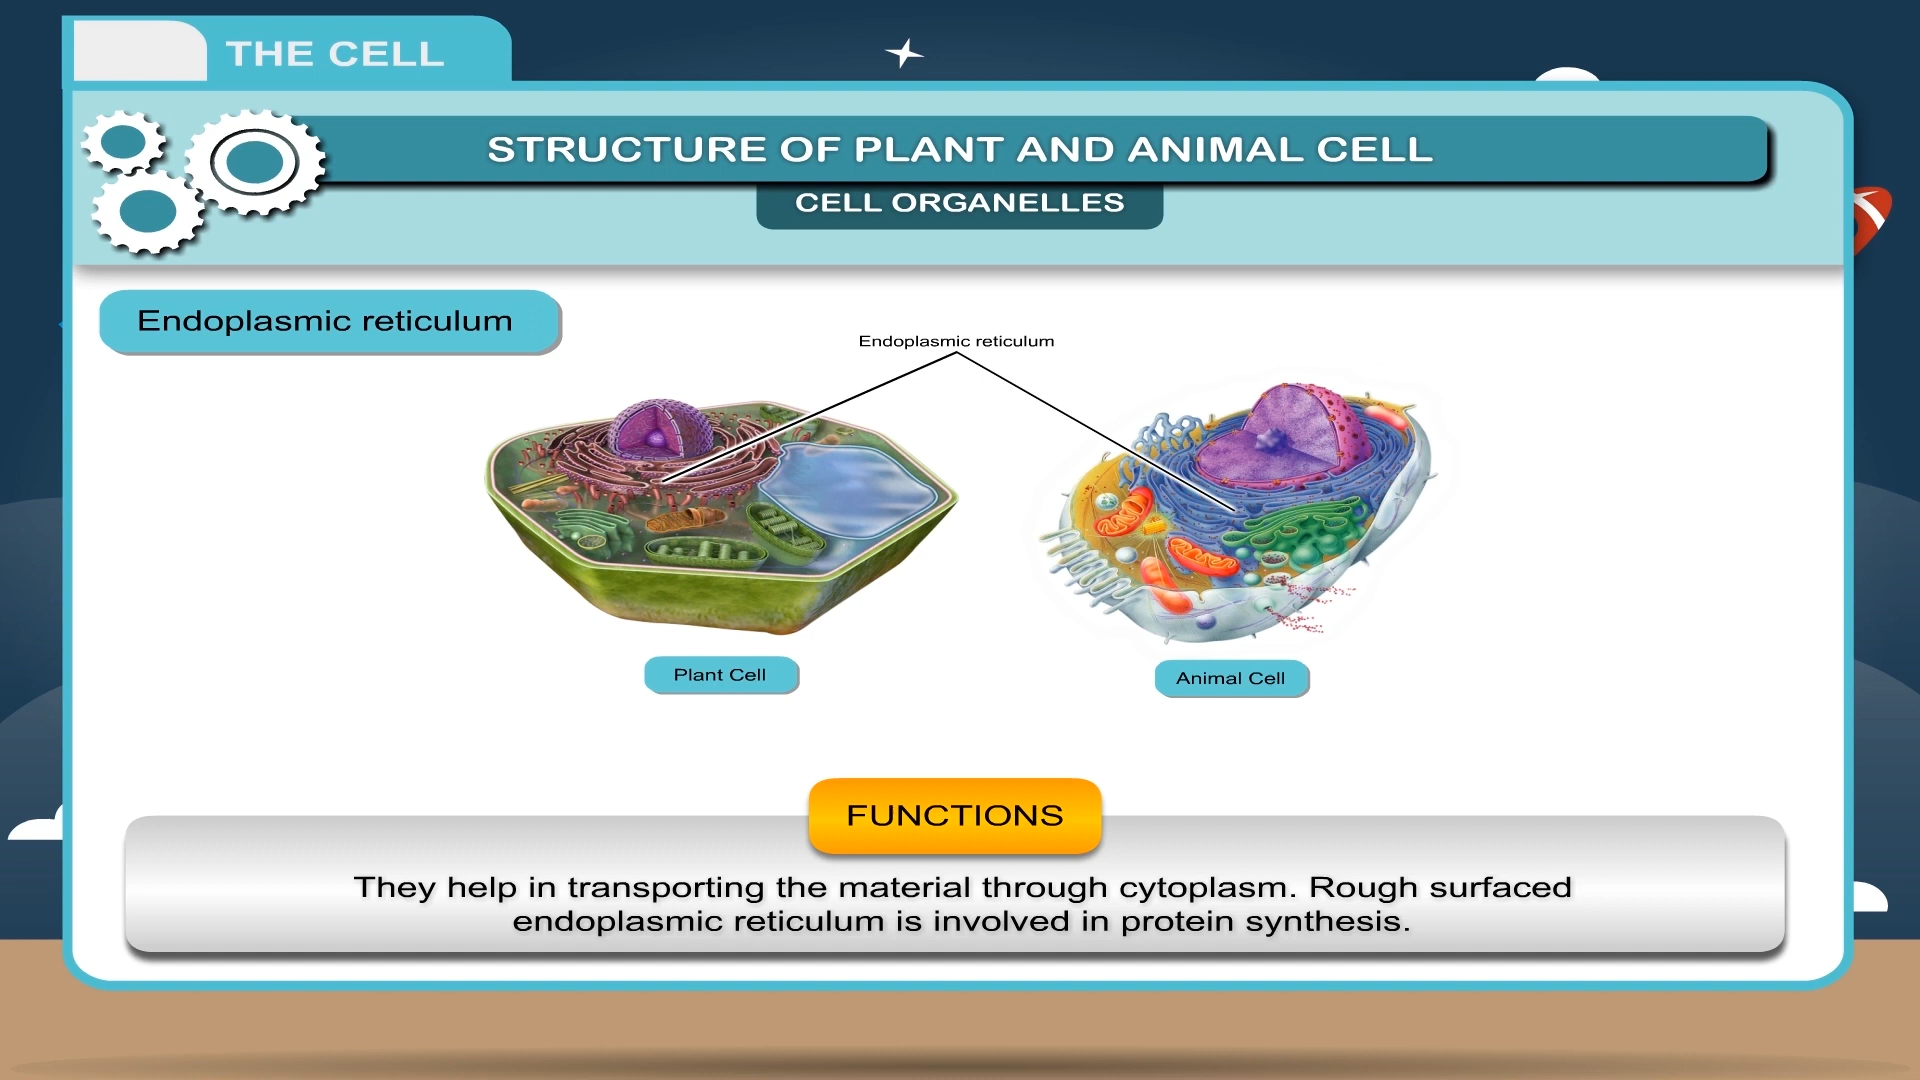 THE CELL
STRUCTURE OF PLANT AND ANIMAL CELL
CELL ORGANELLES
Endoplasmic reticulum
Endoplasmic reticulum
Plant Cell
Animal Cell
FUNCTIONS
They help in transporting the material through cytoplasm. Rough surfaced
endoplasmic reticulum is involved in protein synthesis.